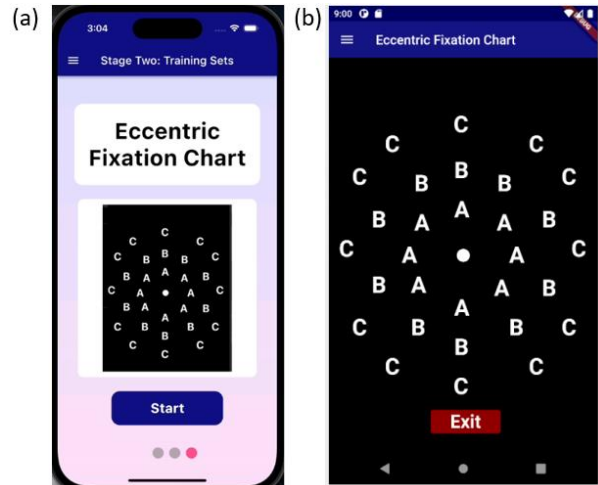 (a)
3:04
Stage Two: Training Sets
Eccentric
Fixation Chart
C
C C
B
C B B C
A
B A A B
C A A C
B A A B
A
C B B C
B
C C
C
Start
(b)
9:00
Eccentric Fixation Chart
C
C C
B
C B B C
A
B A A B
C A A C
B A A B
A
C B B C
B
C C
C
Exit